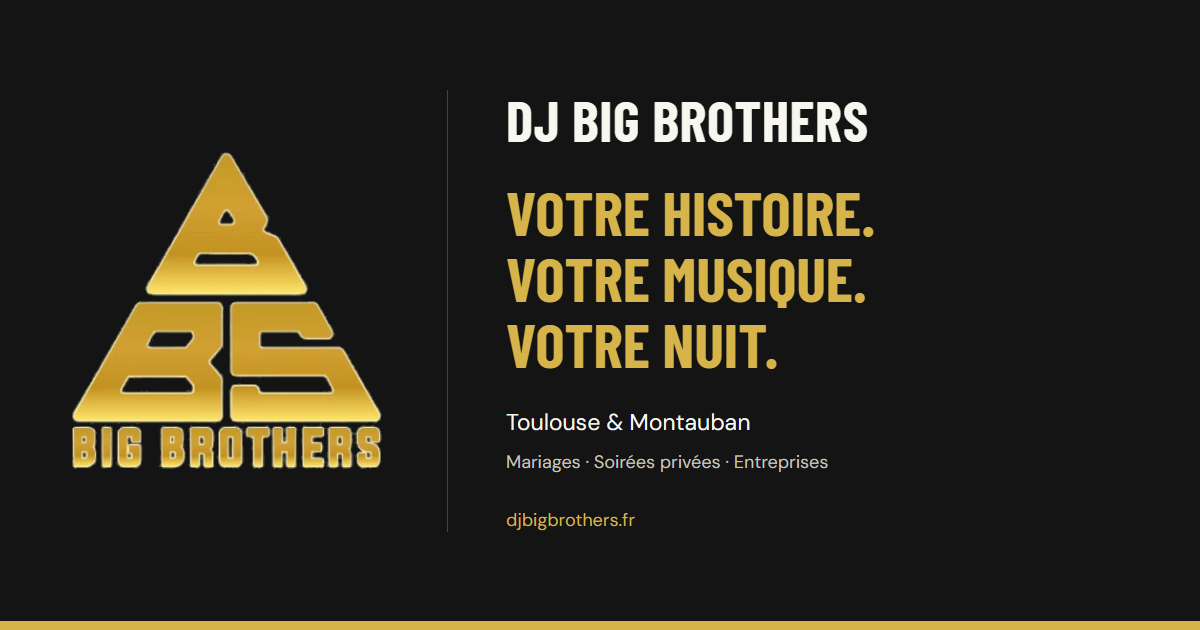 B
BS
BIG BROTHERS
DJ BIG BROTHERS
VOTRE HISTOIRE.
VOTRE MUSIQUE.
VOTRE NUIT.
Toulouse & Montauban
Mariages · Soirées privées · Entreprises
djbigbrothers.fr